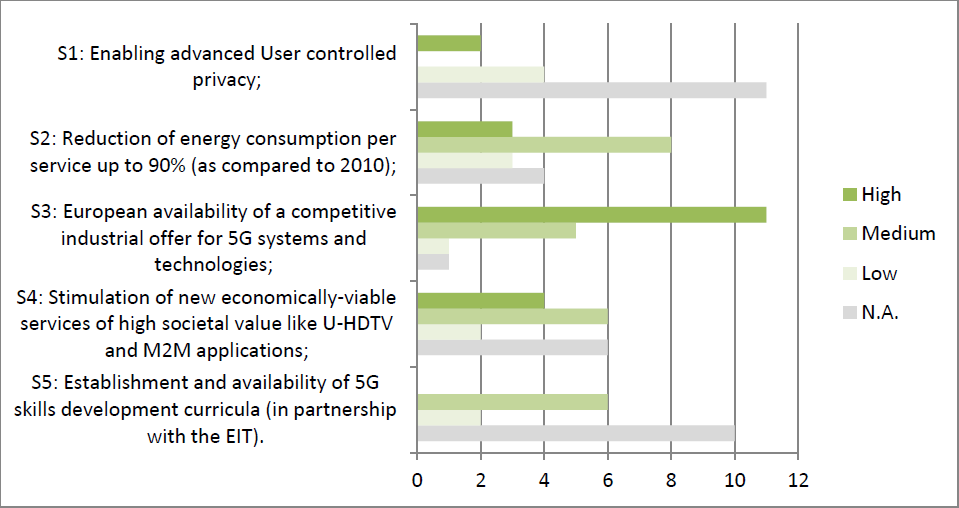 S1: Enabling advanced User controlled
privacy;
S2: Reduction of energy consumption per
service up to 90% (as compared to 2010);
S3: European availability of a competitive
industrial offer for 5G systems and
technologies;
S4: Stimulation of new economically-viable
services of high societal value like U-HDTV
and M2M applications;
S5: Establishment and availability of 5G
skills development curricula (in partnership
with the EIT).
0 2 4 6 8 10 12
High
Medium
Low
N.A.